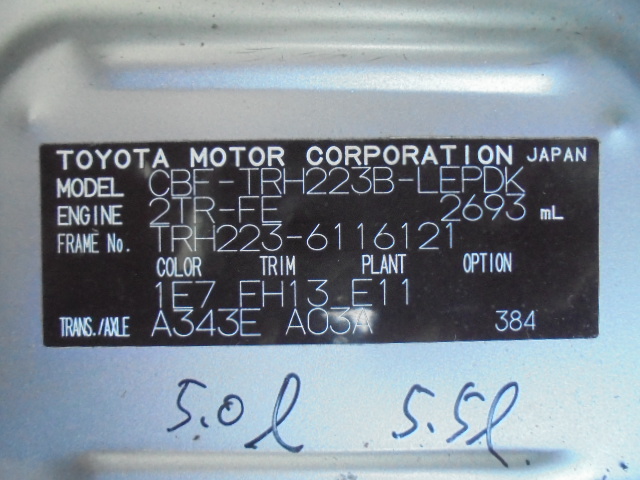 TOYOTA MOTOR CORPORATION JAPAN
MODEL CBF-TRH223B-LEPDK
ENGINE 2TR-FE 2693 mL
FRAME No. TRH223-6116121
COLOR TRIM PLANT OPTION
1E7 FH13 E11
TRANS./AXLE A343E A03A 384
5.0l 5.5l